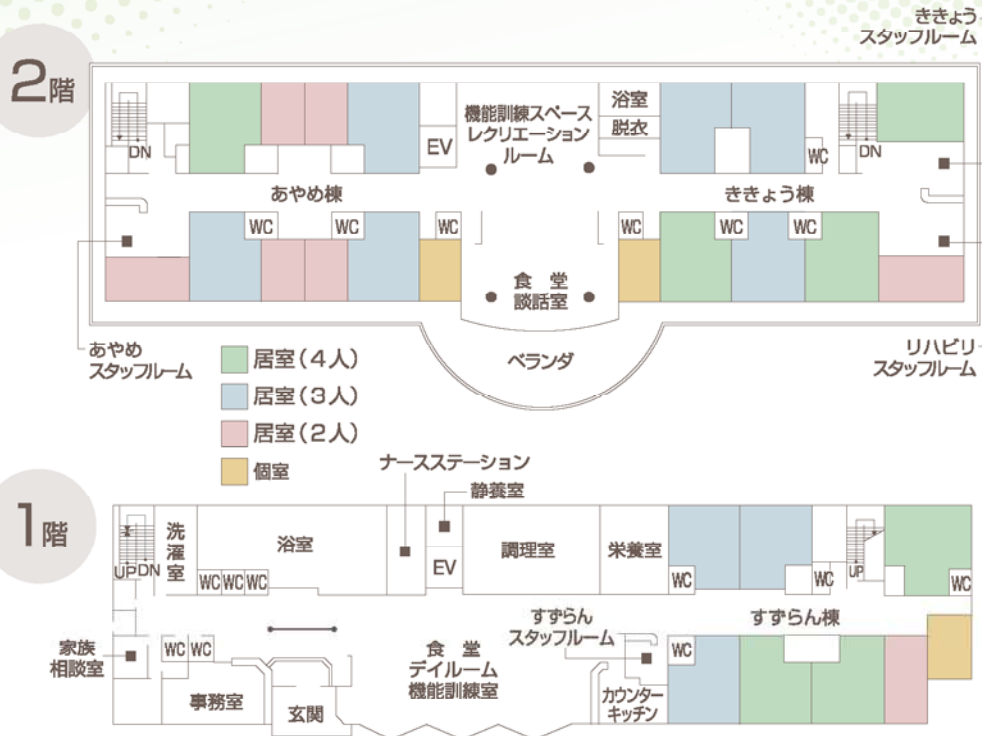 ききょう
スタッフルーム
2階
機能訓練スペース
レクリエーション
ルーム
浴室
脱衣
DN
EV
WC
DN
あやめ棟
ききょう棟
WC
WC
WC
WC
WC
WC
食 堂
談話室
あやめ
スタッフルーム
ベランダ
リハビリ
スタッフルーム
居室(4人)
居室(3人)
居室(2人)
個室
ナースステーション
静養室
1階
洗
濯
室
浴室
調理室
栄養室
UP
DN
WC
WC
WC
EV
WC
WC
UP
WC
すずらん
スタッフルーム
すずらん棟
家族
相談室
WC
WC
食 堂
デイルーム
機能訓練室
WC
事務室
玄関
カウンター
キッチン